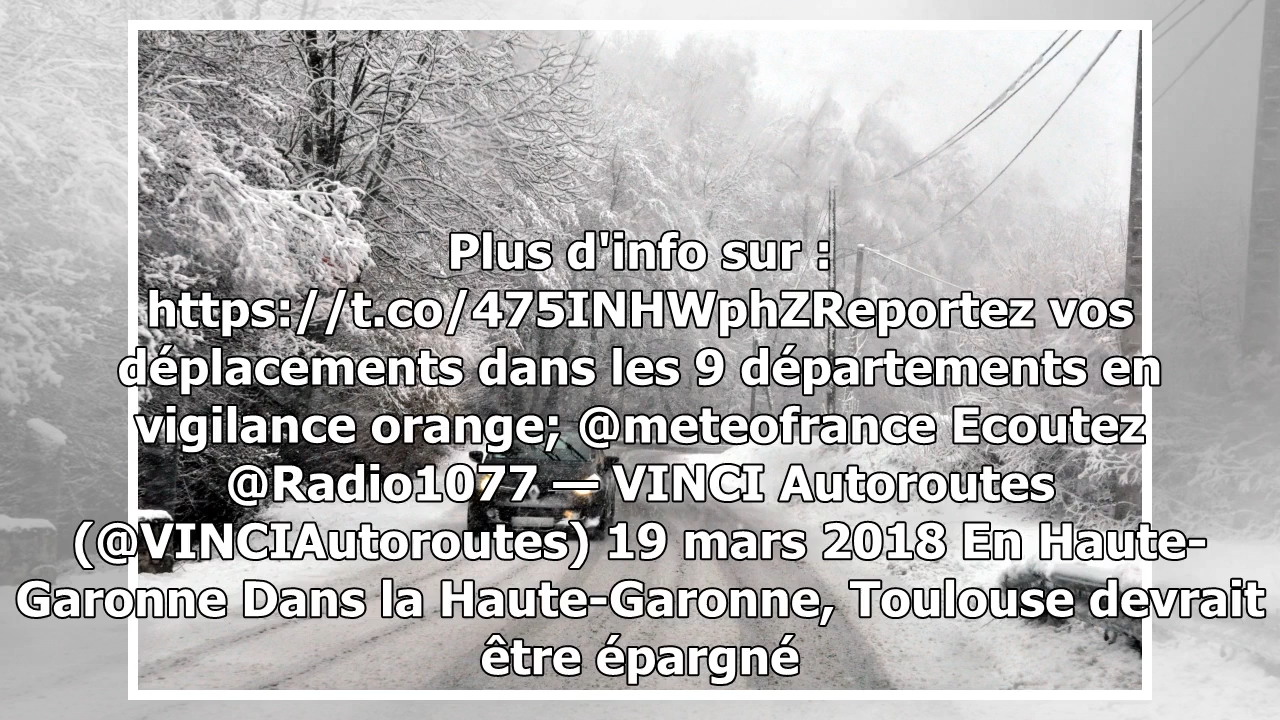 Plus d'info sur :
https://t.co/475INHWphZReportez vos
déplacements dans les 9 départements en
vigilance orange; @meteofrance Ecoutez
@Radio1077 — VINCI Autoroutes
(@VINCIAutoroutes) 19 mars 2018 En Haute-
Garonne Dans la Haute-Garonne, Toulouse devrait
être épargné